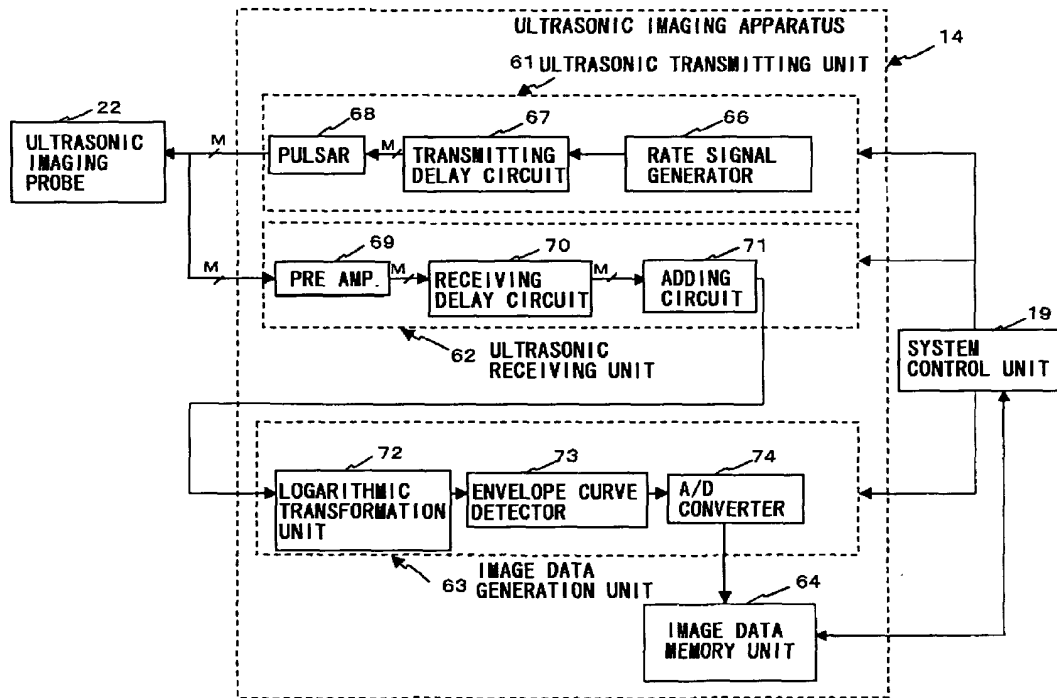 ULTRASONIC IMAGING APPARATUS
14
61 ULTRASONIC TRANSMITTING UNIT
22
68
67
66
ULTRASONIC
IMAGING
PROBE
M
PULSAR
M
TRANSMITTING
DELAY CIRCUIT
RATE SIGNAL
GENERATOR
69
70
71
M
PRE AMP.
M
RECEIVING
DELAY CIRCUIT
M
ADDING
CIRCUIT
62
ULTRASONIC
RECEIVING UNIT
19
SYSTEM
CONTROL UNIT
72
73
74
LOGARITHMIC
TRANSFORMATION
UNIT
ENVELOPE CURVE
DETECTOR
A/D
CONVERTER
63
IMAGE DATA
GENERATION UNIT
64
IMAGE DATA
MEMORY UNIT